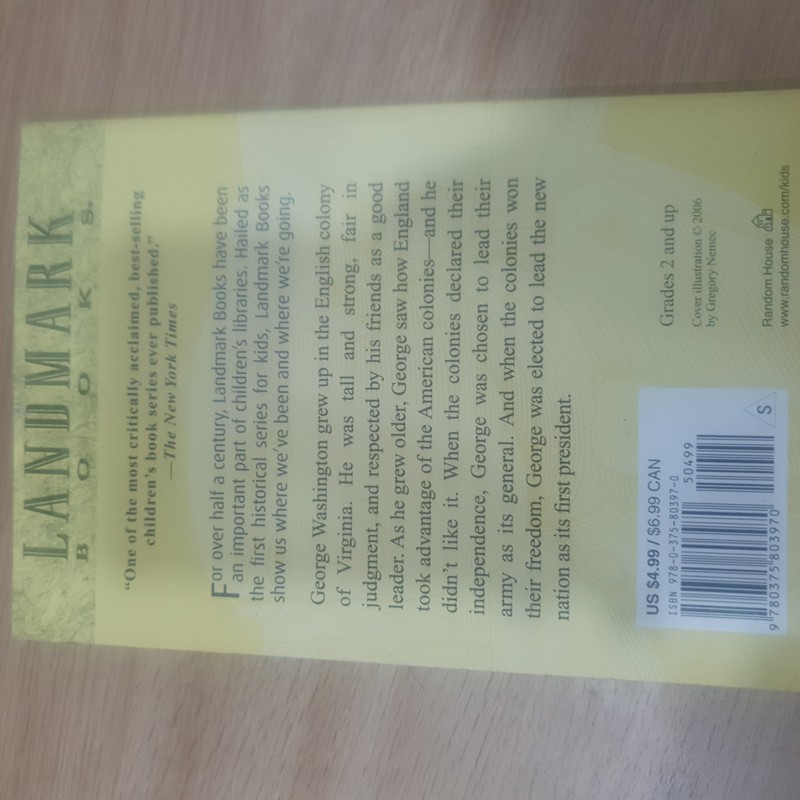 LANDMARK
BOOKS®
“One of the most critically acclaimed, best-selling
children’s book series ever published.”
—The New York Times
For over half a century, Landmark Books have been
an important part of children’s libraries. Hailed as
the first historical series for kids, Landmark Books
show us where we’ve been and where we’re going.
George Washington grew up in the English colony
of Virginia. He was tall and strong, fair in
judgment, and respected by his friends as a good
leader. As he grew older, George saw how England
took advantage of the American colonies—and he
didn’t like it. When the colonies declared their
independence, George was chosen to lead their
army as its general. And when the colonies won
their freedom, George was elected to lead the new
nation as its first president.
US $4.99 / $6.99 CAN
ISBN 978-0-375-80397-0
50499
9 780375 803970
S
Grades 2 and up
Cover illustration © 2006
by Gregory Nemec
Random House
www.randomhouse.com/kids